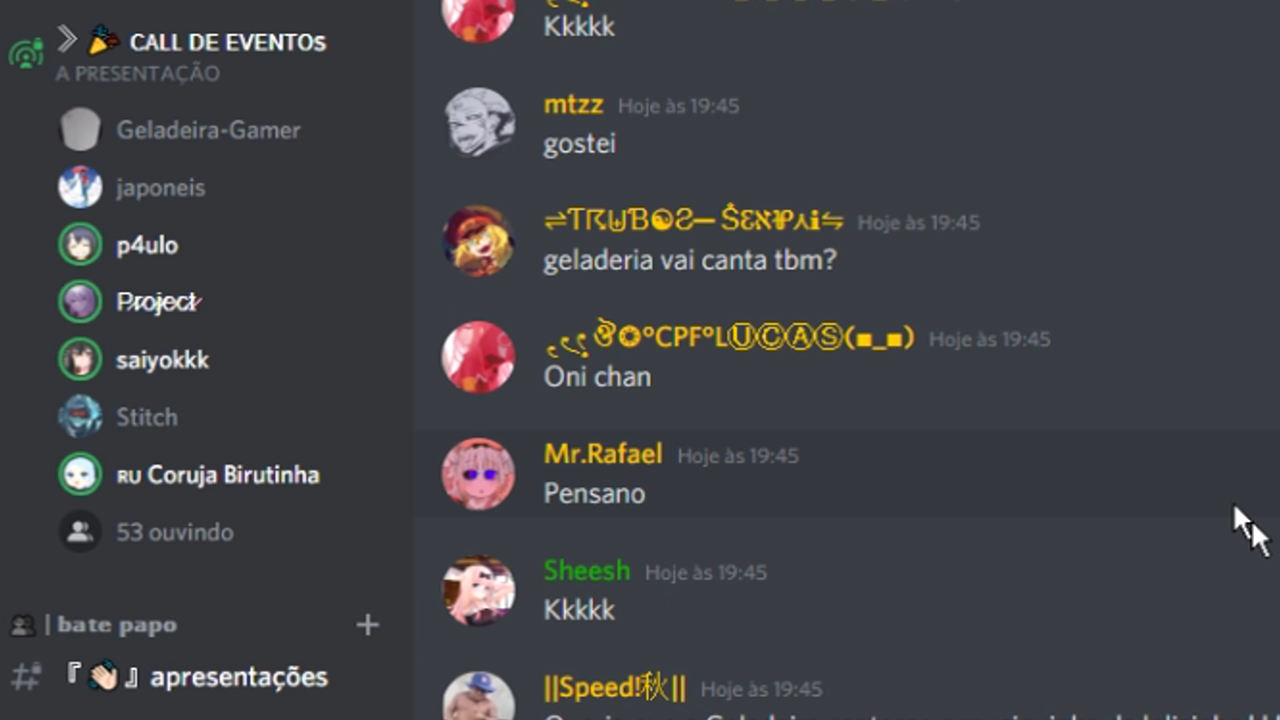 CALL DE EVENTOs
A PRESENTAÇÃO
Geladeira-Gamer
japoneis
p4ulo
Project
saiyokkk
Stitch
RU Coruja Birutinha
53 ouvindo
| bate papo
『👋🏻』apresentações
Kkkkk
mtzz Hoje às 19:45
gostei
Hoje às 19:45
geladeria vai canta tbm?
°CPF°LⓊⒸⒶⓈ(■_■) Hoje às 19:45
Oni chan
Mr.Rafael Hoje às 19:45
Pensano
Sheesh Hoje às 19:45
Kkkkk
||Speed!秋|| Hoje às 19:45